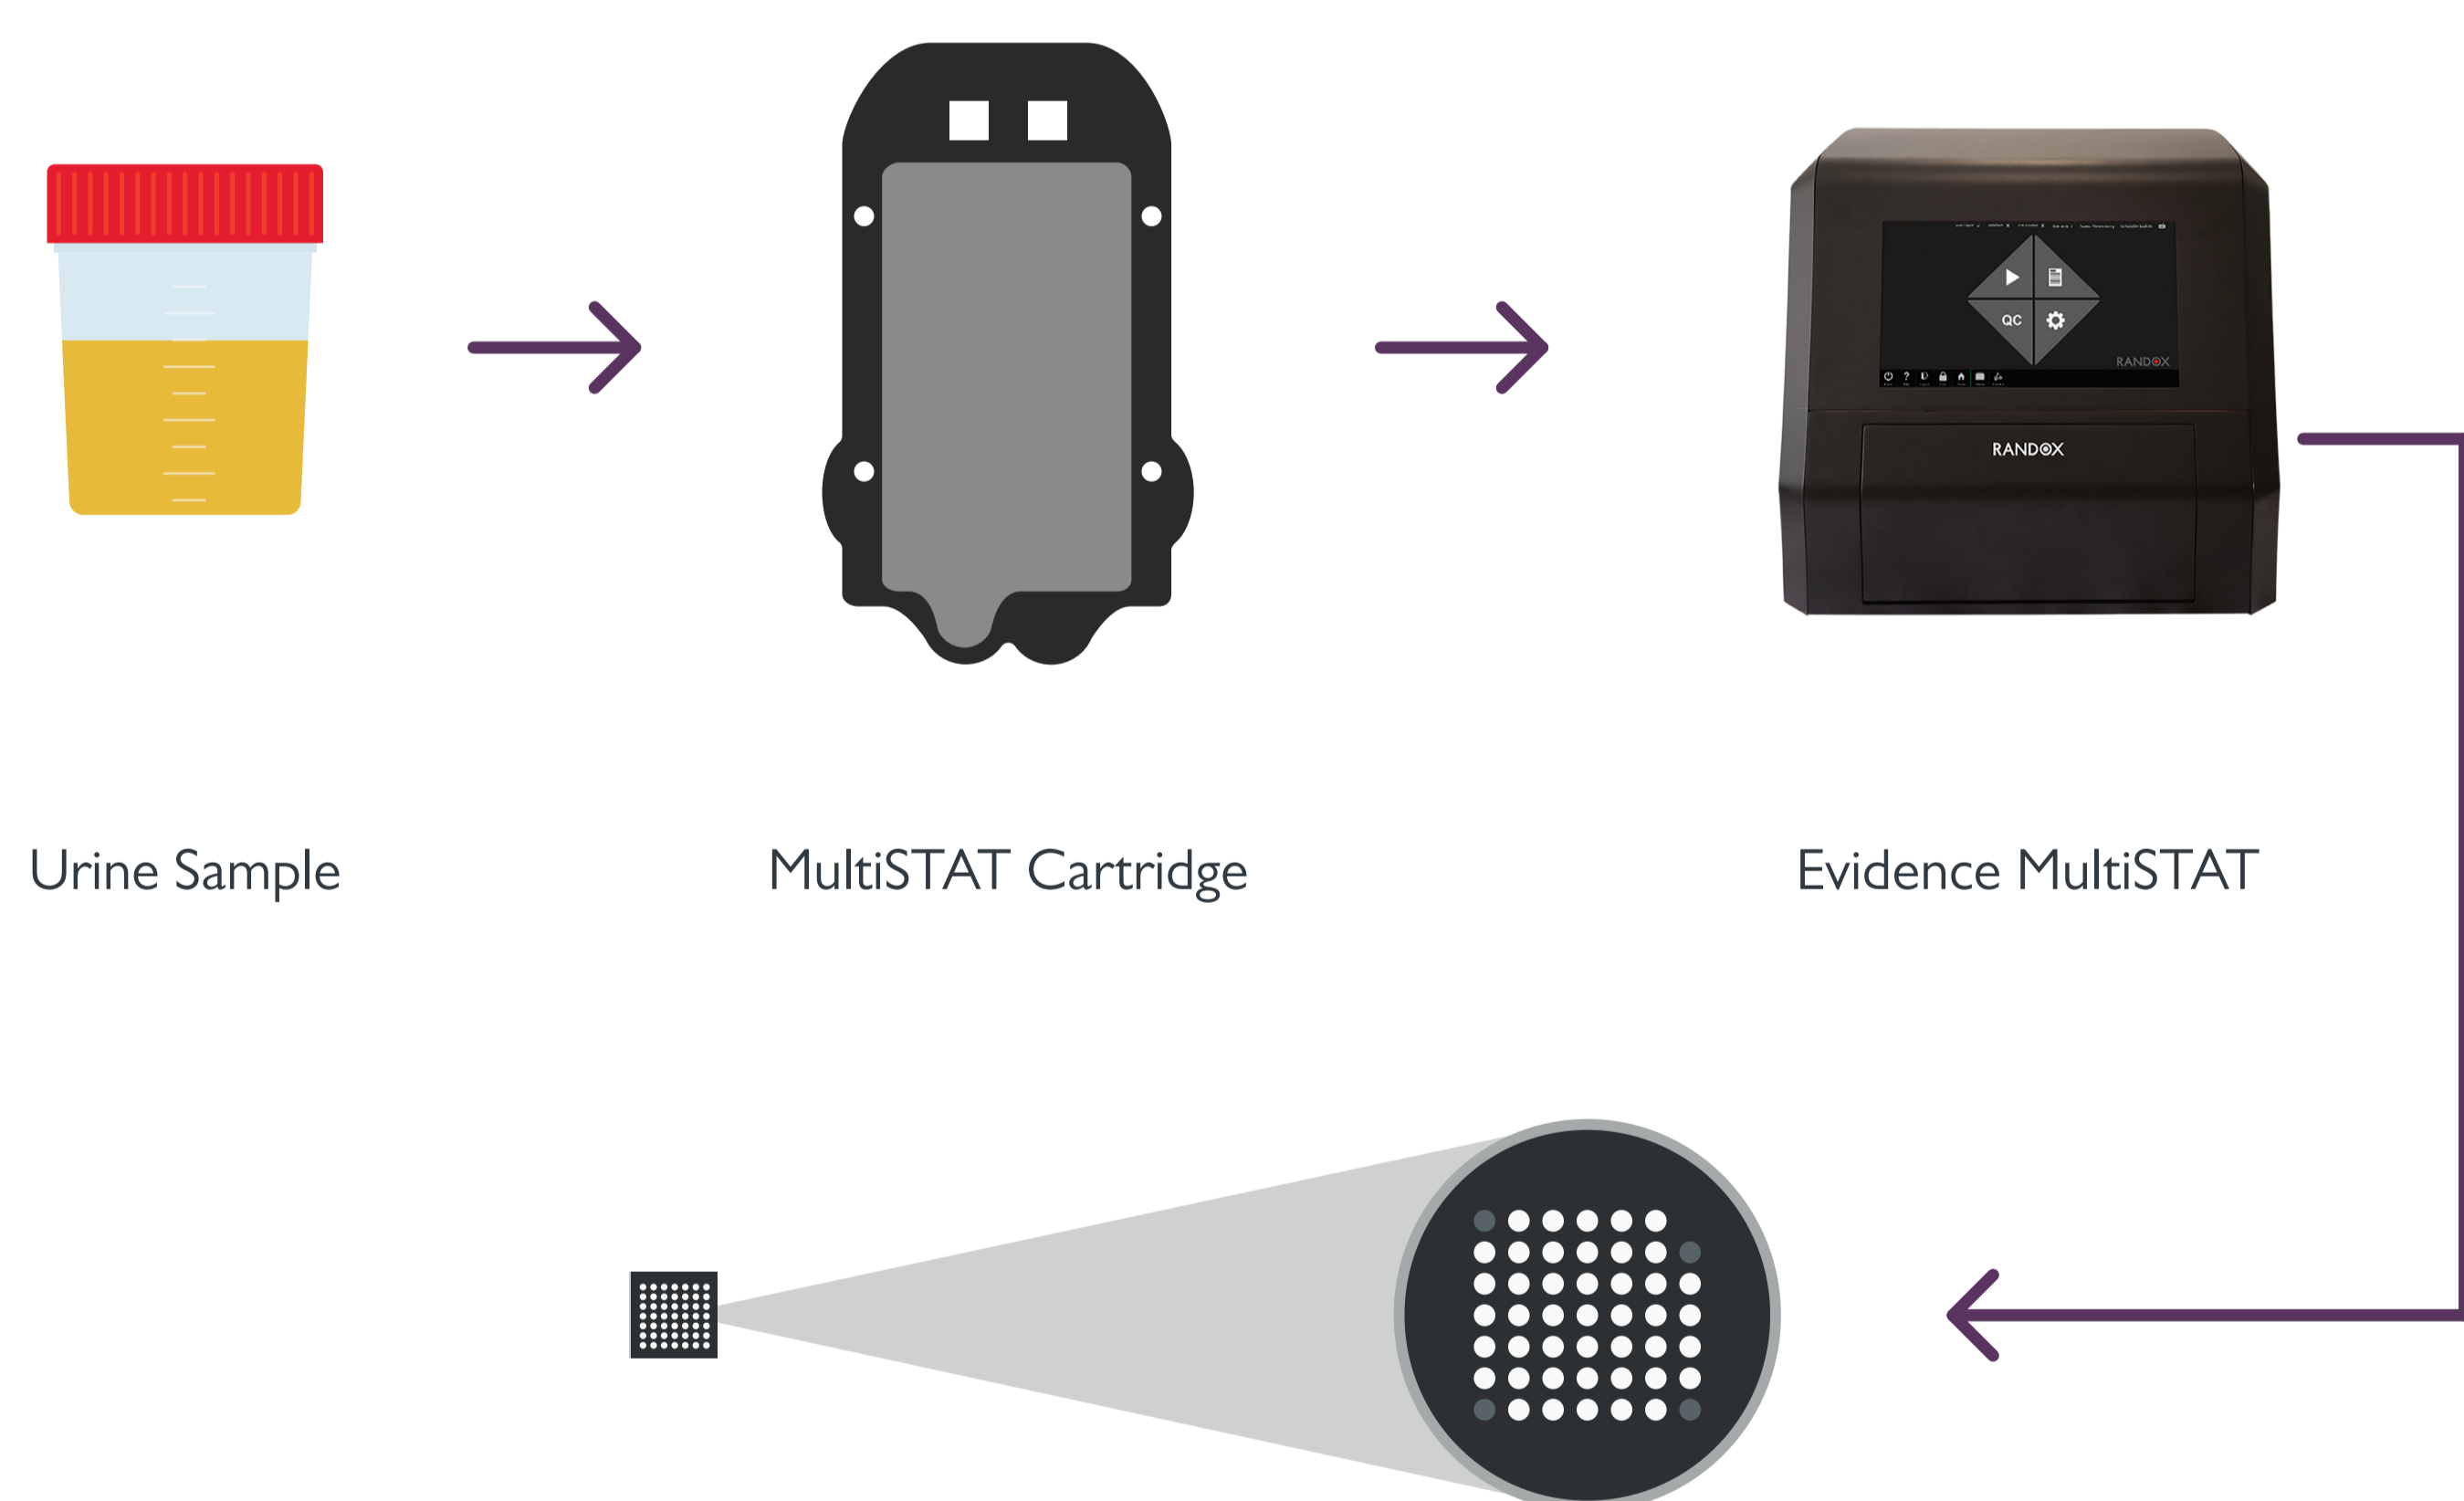 QC
RANDOX
RANDOX
Urine Sample
MultiSTAT Cartridge
Evidence MultiSTAT